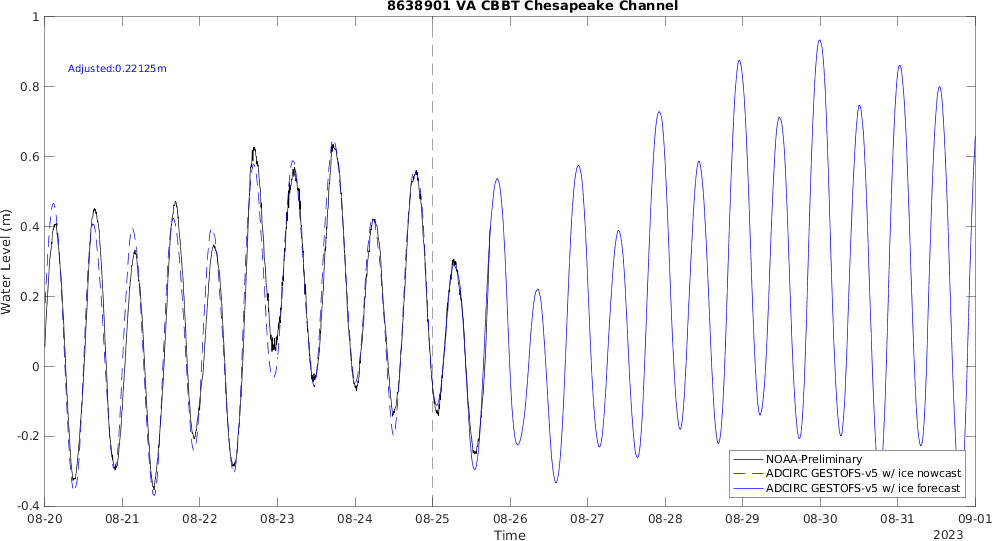 8638901 VA CBBT Chesapeake Channel
Adjusted:0.22125m
Water Level (m)
1
0.8
0.6
0.4
0.2
0
-0.2
-0.4
NOAA-Preliminary
ADCIRC GESTOFS-v5 w/ ice nowcast
ADCIRC GESTOFS-v5 w/ ice forecast
08-20 08-21 08-22 08-23 08-24 08-25 08-26 08-27 08-28 08-29 08-30 08-31 09-01
Time
2023